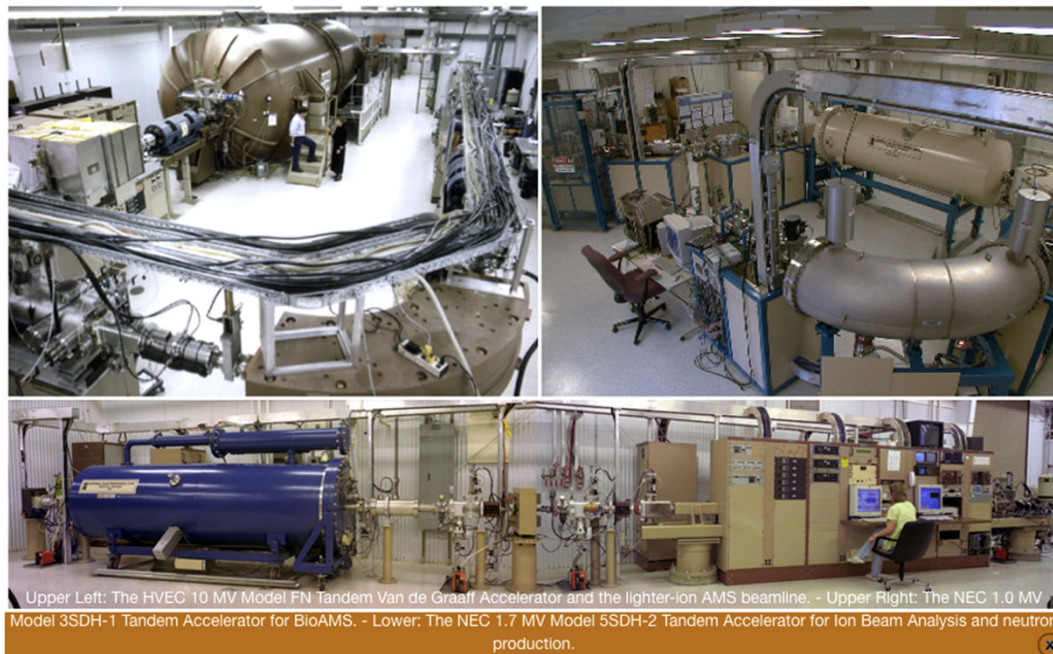 Upper Left: The HVEC 10 MV Model FN Tandem Van de Graaff Accelerator and the lighter-ion AMS beamline. - Upper Right: The NEC 1.0 MV
Model 3SDH-1 Tandem Accelerator for BioAMS. - Lower: The NEC 1.7 MV Model 5SDH-2 Tandem Accelerator for Ion Beam Analysis and neutron
production.
X